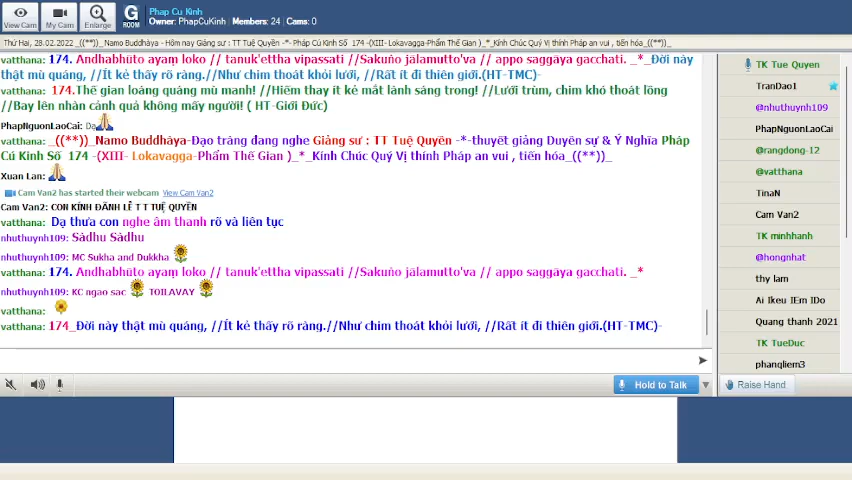 Phap Cu Kinh
Owner: PhapCuKinh Members: 24 Cams: 0
View Cam
My Cam
Enlarge
G
ROOM
Thứ Hai, 28.02.2022 _((**))_Namo Buddhàya - Hôm nay Giảng sư : TT Tuệ Quyền -*- Pháp Cú Kinh Số 174 -(XIII- Lokavagga-Phẩm Thế Gian )_*_Kính Chúc Quý Vị thính Pháp an vui , tiến hóa_((**))_
vatthana: 174. Andhabhūto ayaṃ loko // tanuk'ettha vipassati //Sakuṇo jālamutto'va // appo saggāya gacchati. _*_Đời này
thật mù quáng, //Ít kẻ thấy rõ ràng.//Như chim thoát khỏi lưới, //Rất ít đi thiên giới.(HT-TMC)-
vatthana: 174.Thế gian loàng quàng mù manh! //Hiếm thay ít kẻ mắt lành sáng trong! //Lưới trùm, chim khó thoát lồng
//Bay lên nhàn cảnh quả không mấy người! ( HT-Giới Đức)
PhapNguonLaoCai: Dạ
vatthana: _((**))_Namo Buddhàya-Đạo tràng đang nghe Giảng sư : TT Tuệ Quyền -*-thuyết giảng Duyên sự & Ý Nghĩa Pháp
Cú Kinh Số 174 -(XIII- Lokavagga-Phẩm Thế Gian )_*_Kính Chúc Quý Vị thính Pháp an vui , tiến hóa_((**))_
Xuan Lan:
Cam Van2 has started their webcam View Cam Van2
Cam Van2: CON KÍNH ĐẢNH LỄ T T TUỆ QUYỀN
vatthana: Dạ thưa con nghe âm thanh rõ và liên tục
nhuthuynh109: Sàdhu Sàdhu
nhuthuynh109: MC Sukha and Dukkha
vatthana: 174. Andhabhūto ayaṃ loko // tanuk'ettha vipassati //Sakuṇo jālamutto'va // appo saggāya gacchati. _*
nhuthuynh109: KC ngao sac TOILAVAY
vatthana:
vatthana: 174_Đời này thật mù quáng, //Ít kẻ thấy rõ ràng.//Như chim thoát khỏi lưới, //Rất ít đi thiên giới.(HT-TMC)-
Hold to Talk
TK Tue Quyen
TranDao1
@nhuthuynh109
PhapNguonLaoCai
@rangdong-12
@vatthana
TinaN
Cam Van2
TK minhhanh
@hongnhat
thy lam
Ai Ikeu IEm IDo
Quang thanh 2021
TK TueDuc
phanqliem3
Raise Hand